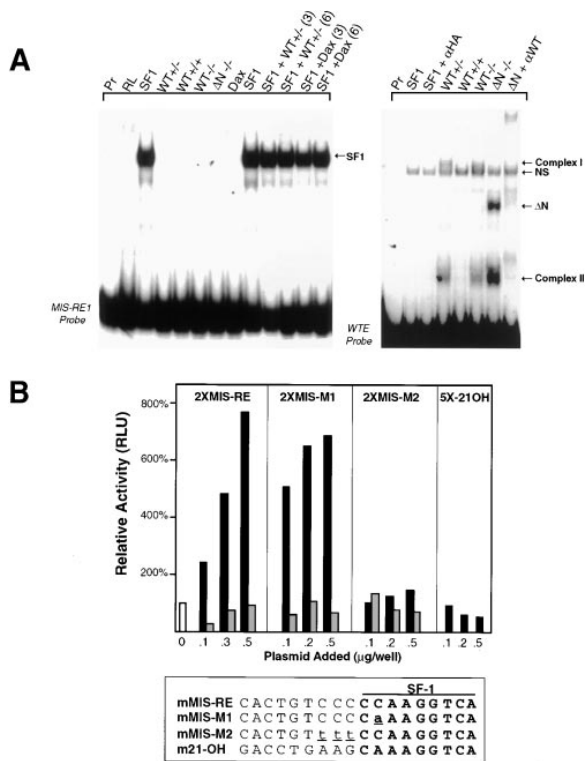 A
Pr
RL
SF1
WT+/-
WT+/+
WT-/-
ΔN -/-
Dax
SF1
SF1 + WT+/- (3)
SF1 + WT+/- (6)
SF1 +Dax (3)
SF1 +Dax (6)
←SF1
MIS-RE1
Probe
Pr
SF1
SF1 + αHA
WT+/-
WT+/+
WT-/-
ΔN -/-
ΔN + αWT
← Complex I
← NS
← ΔN
← Complex II
WTE
Probe
B
2XMIS-RE 2XMIS-M1 2XMIS-M2 5X-21OH
Relative Activity (RLU)
800%
600%
400%
200%
0 .1 .3 .5 .1 .2 .5 .1 .2 .5 .1 .2 .5
Plasmid Added (μg/well)
SF-1
mMIS-RE C A C T G T C C C C C A A G G T C A
mMIS-M1 C A C T G T C C C C a A A G G T C A
mMIS-M2 C A C T G T t t t C C A A G G T C A
m21-OH G A C C T G A A G C A A A G G T C A